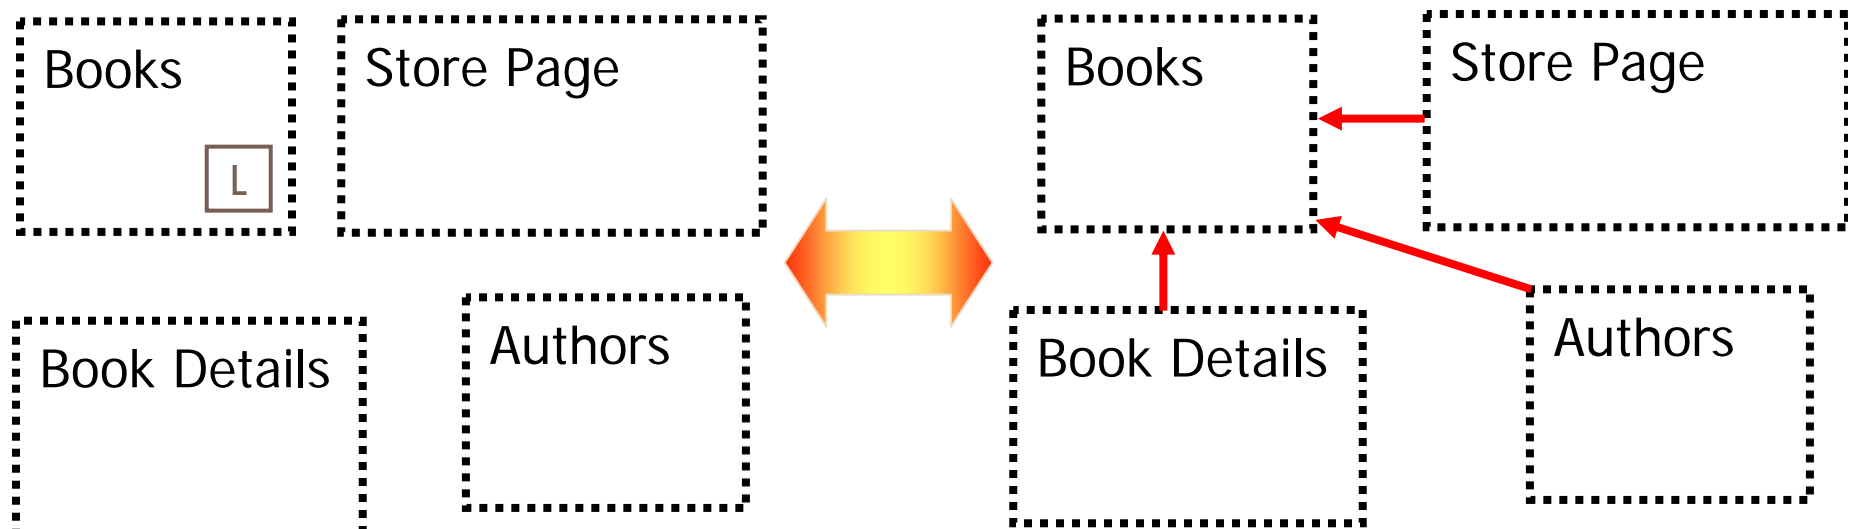 Books
Store Page
L
Book Details
Authors
Books
Store Page
Book Details
Authors